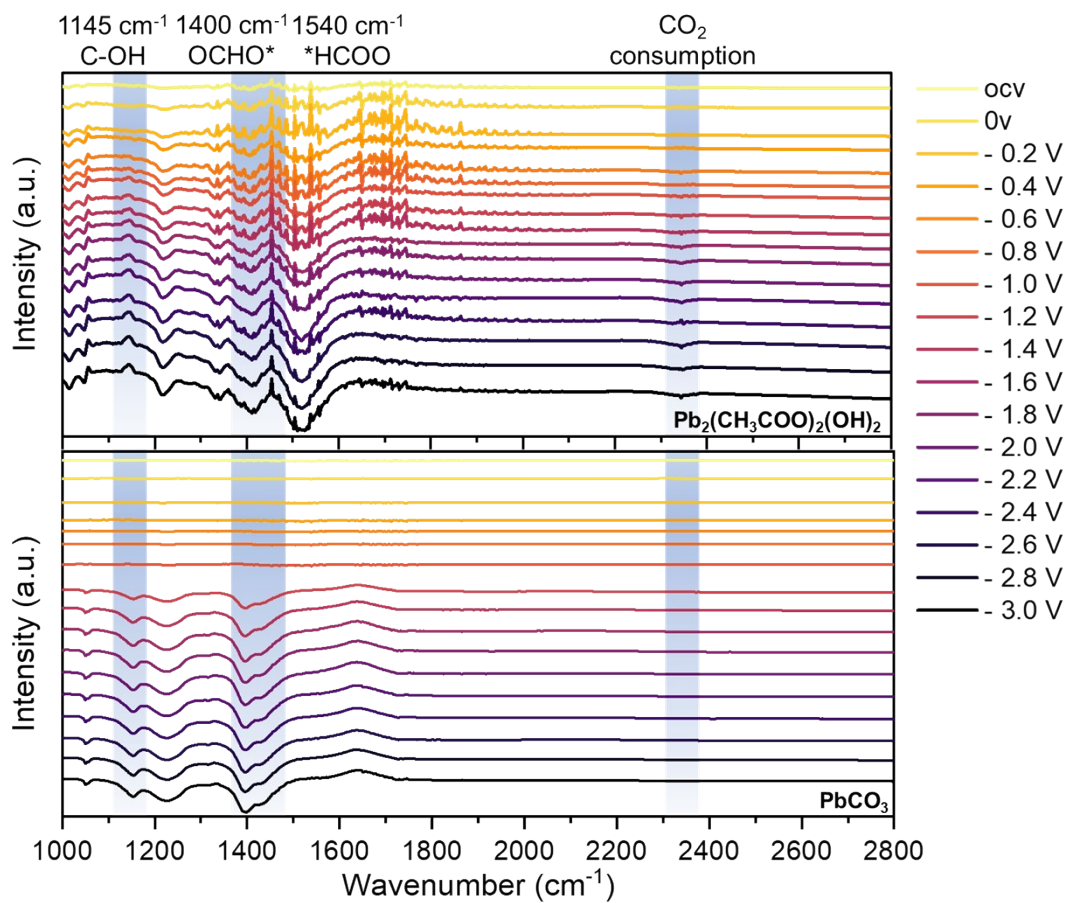 1145 cm⁻¹ 1400 cm⁻¹ 1540 cm⁻¹ CO₂
C-OH OCHO* *HCOO consumption
Intensity (a.u.)
Pb₂(CH₃COO)₂(OH)₂
ocv
0v
- 0.2 V
- 0.4 V
- 0.6 V
- 0.8 V
- 1.0 V
- 1.2 V
- 1.4 V
- 1.6 V
- 1.8 V
- 2.0 V
- 2.2 V
- 2.4 V
- 2.6 V
- 2.8 V
- 3.0 V
Intensity (a.u.)
PbCO₃
1000 1200 1400 1600 1800 2000 2200 2400 2600 2800
Wavenumber (cm⁻¹)